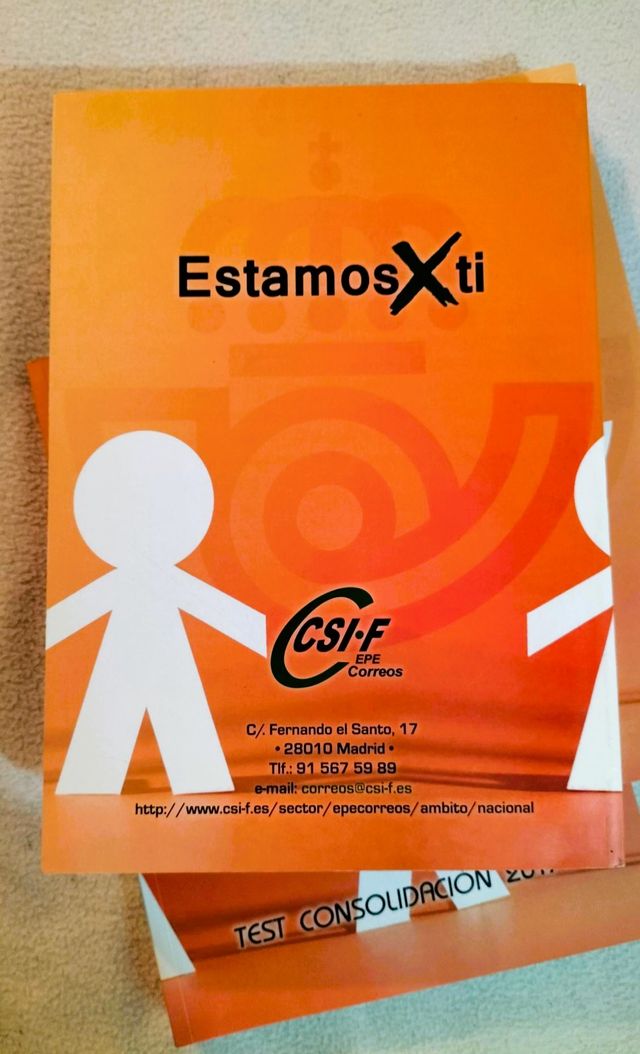 EstamosXti
CSI·F
EPE
Correos
C/. Fernando el Santo, 17
• 28010 Madrid •
Tlf.: 91 567 59 89
e-mail: correos@csi-f.es
http://www.csi-f.es/sector/epecorreos/ambito/nacional
TEST CONSOLIDACION